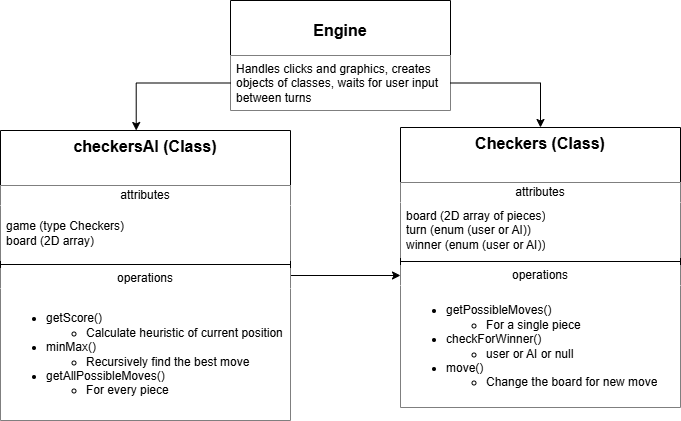 Engine
Handles clicks and graphics, creates
objects of classes, waits for user input
between turns
checkersAI (Class)
attributes
game (type Checkers)
board (2D array)
operations
getScore()
Calculate heuristic of current position
minMax()
Recursively find the best move
getAllPossibleMoves()
For every piece
Checkers (Class)
attributes
board (2D array of pieces)
turn (enum (user or AI))
winner (enum (user or AI))
operations
getPossibleMoves()
For a single piece
checkForWinner()
user or AI or null
move()
Change the board for new move